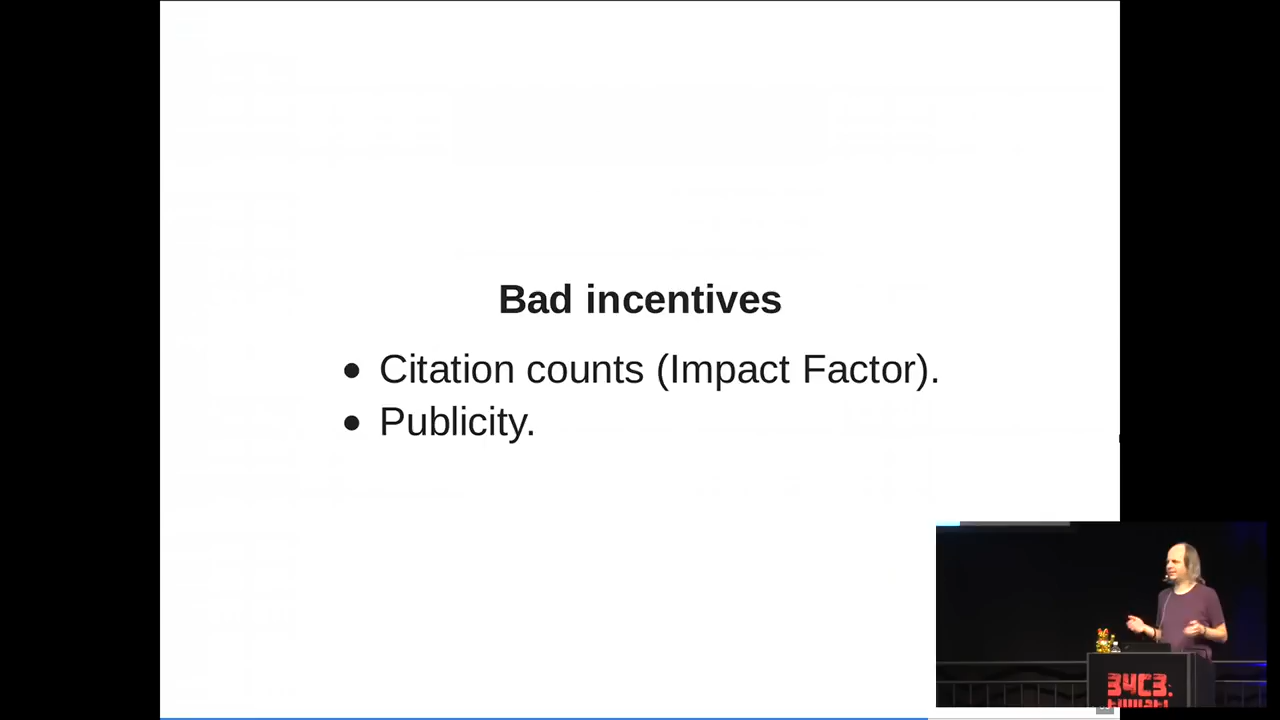 Bad incentives
Citation counts (Impact Factor).
Publicity.
34C3.